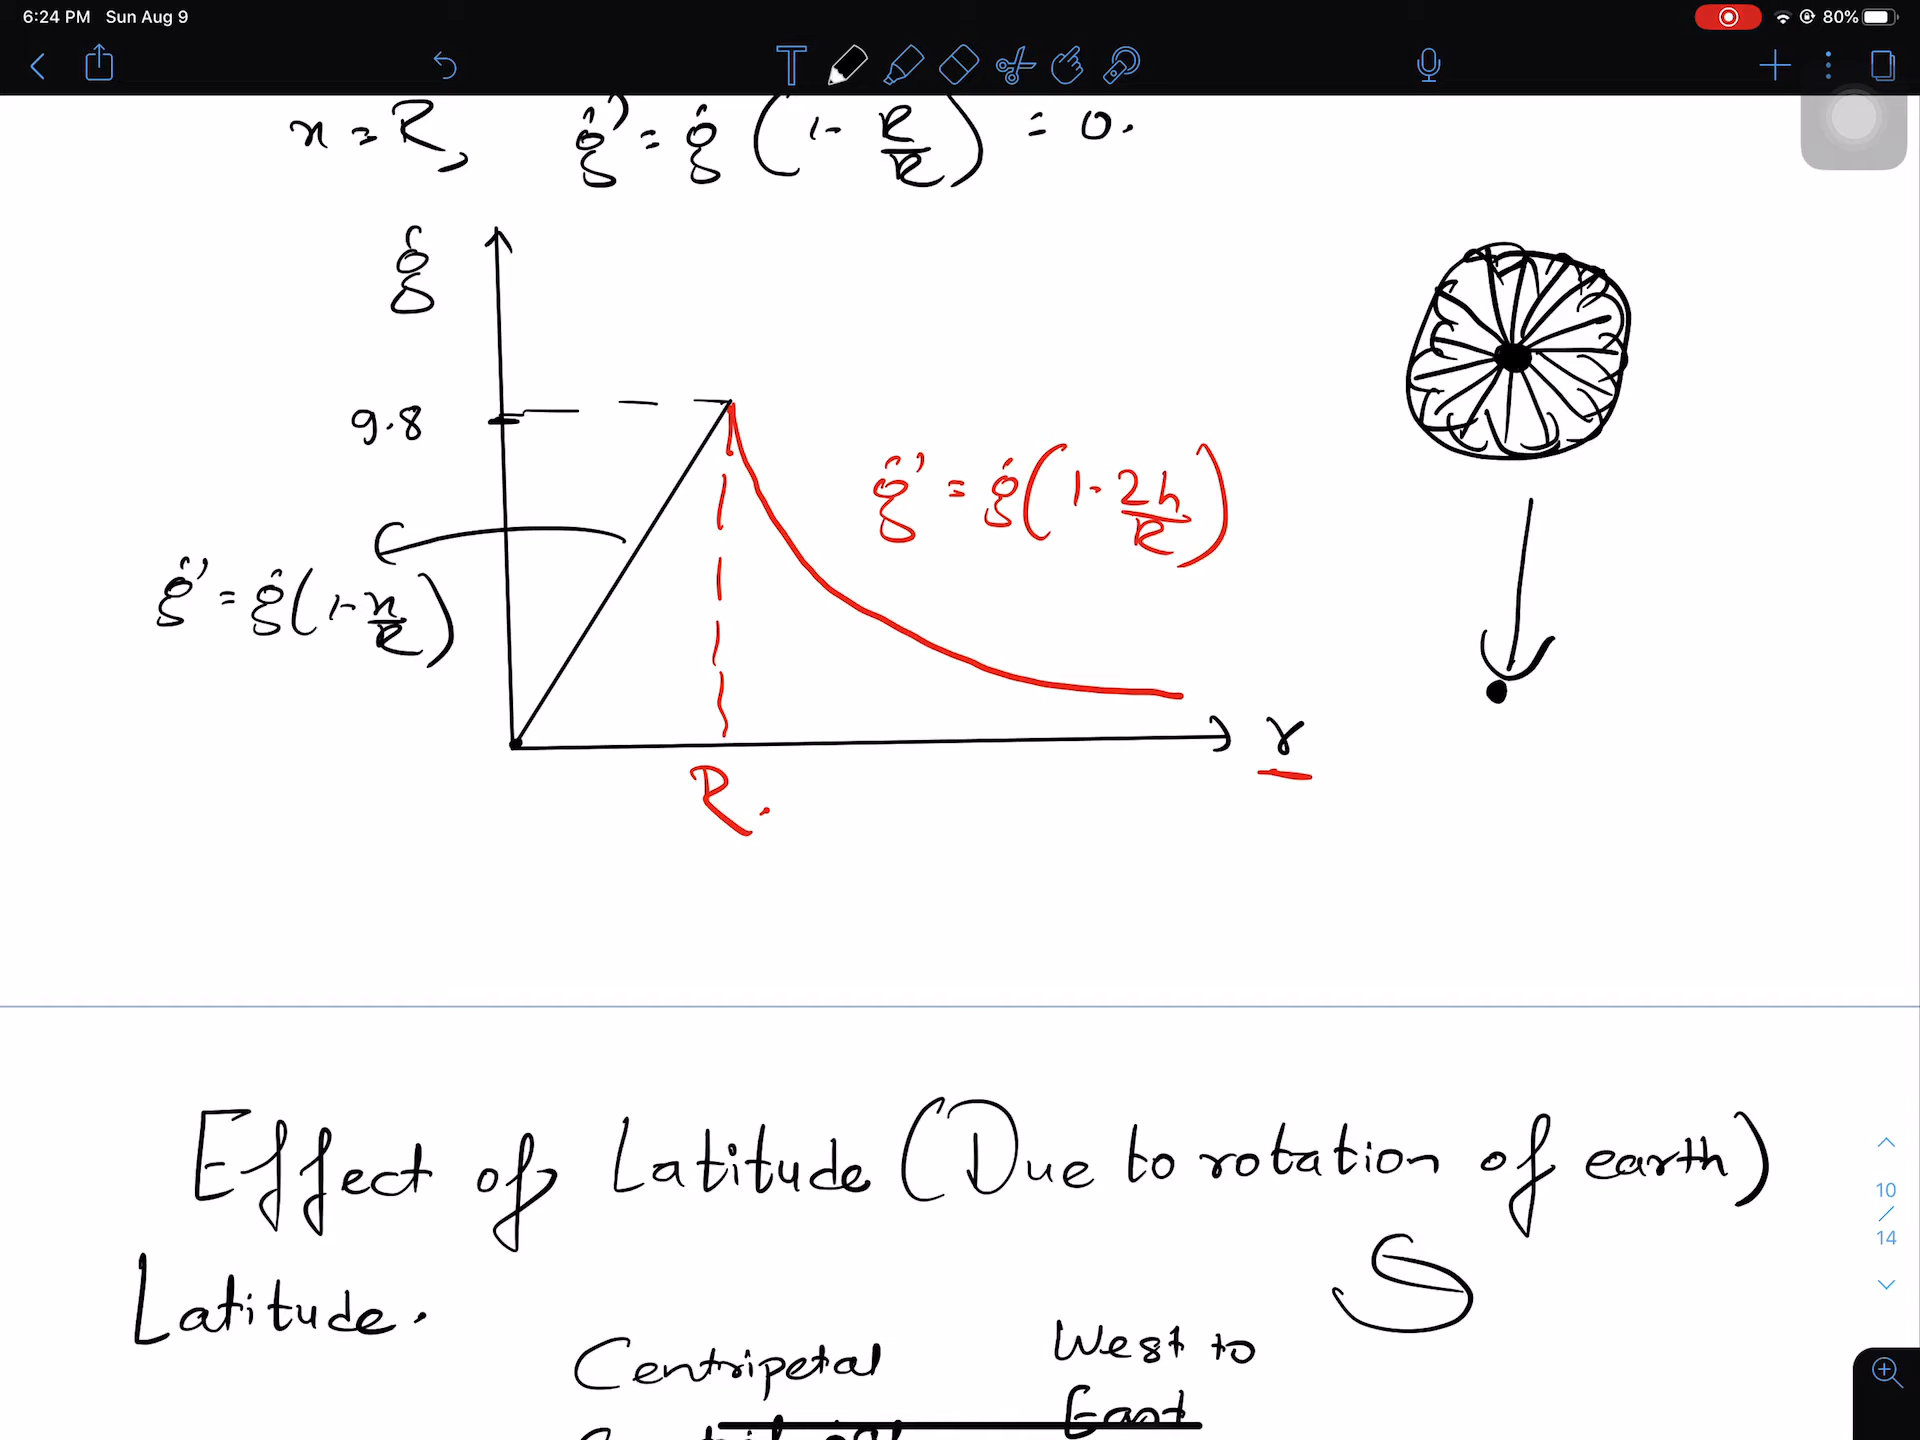 6:24 PM Sun Aug 9
80%
x = R, g' = g (1 - R/R) = 0.
g
9.8
g' = g(1 - 2h/R)
g' = g(1 - x/R)
r
R.
Effect of Latitude (Due to rotation of earth)
10
/
14
Latitude.
Centripetal
West to
East